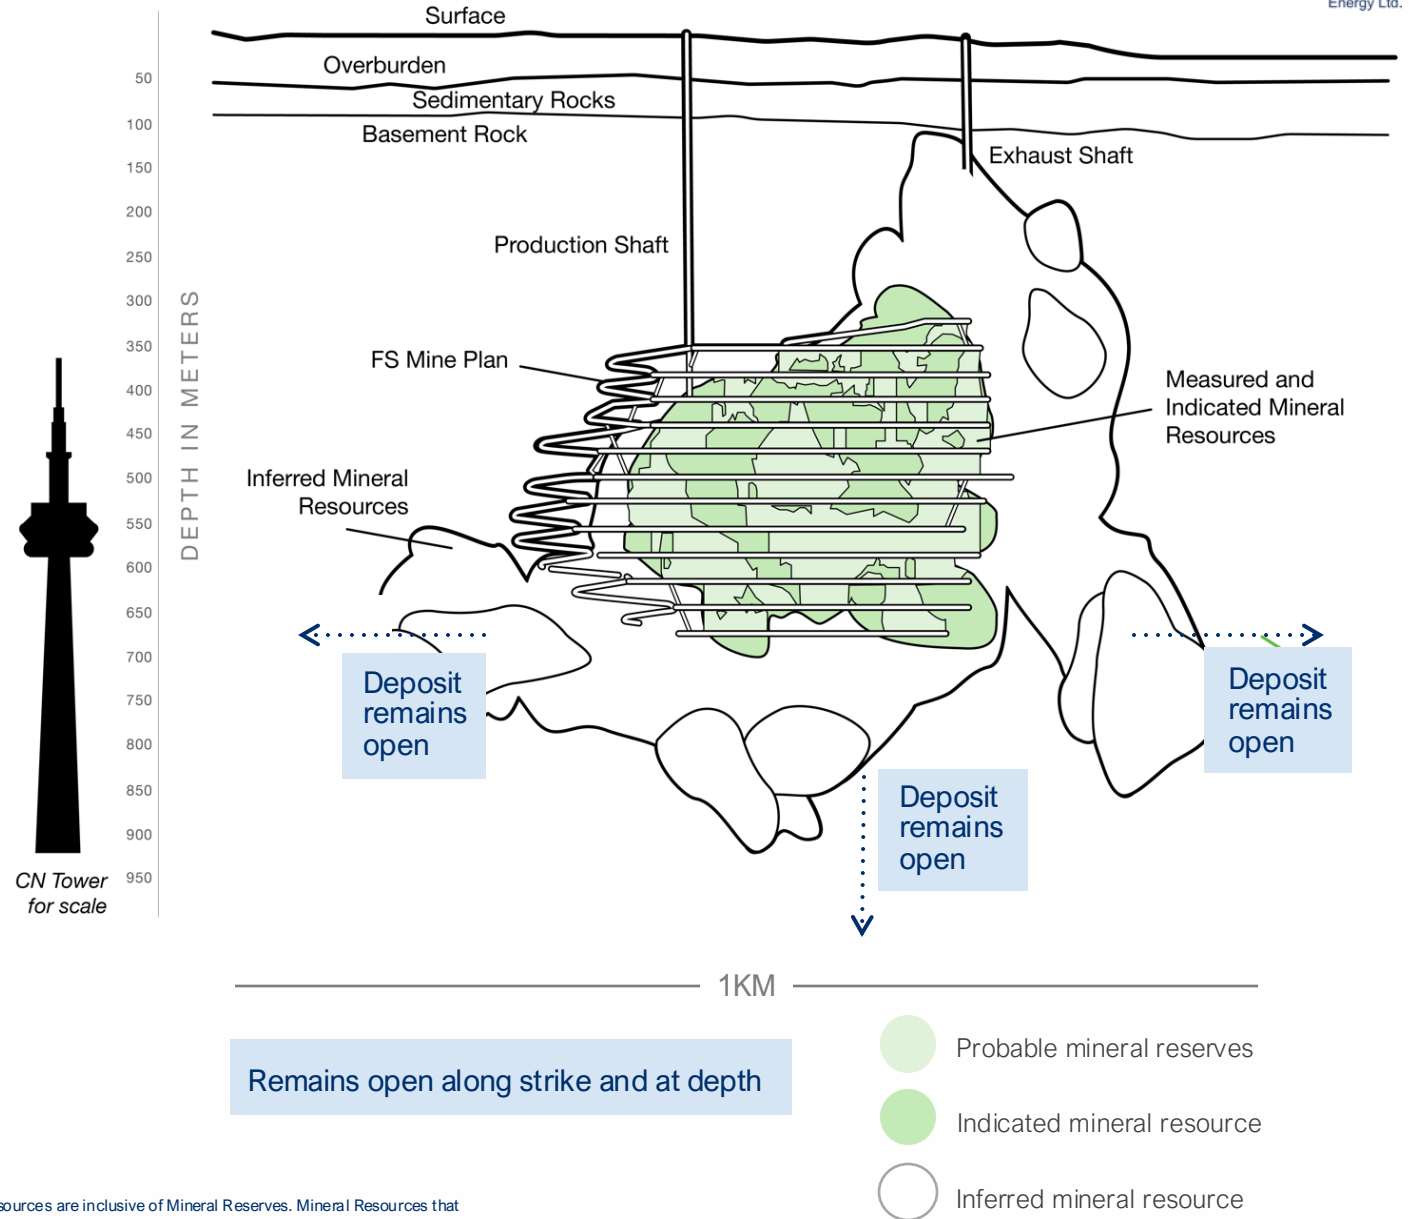 Energy Ltd.
Surface
Overburden
Sedimentary Rocks
Basement Rock
Exhaust Shaft
Production Shaft
FS Mine Plan
Measured and
Indicated Mineral
Resources
Inferred Mineral
Resources
DEPTH IN METERS
50
100
150
200
250
300
350
400
450
500
550
600
650
700
750
800
850
900
950
CN Tower
for scale
Deposit
remains
open
Deposit
remains
open
Deposit
remains
open
1KM
Remains open along strike and at depth
Probable mineral reserves
Indicated mineral resource
Inferred mineral resource
sources are inclusive of Mineral Reserves. Mineral Resources that